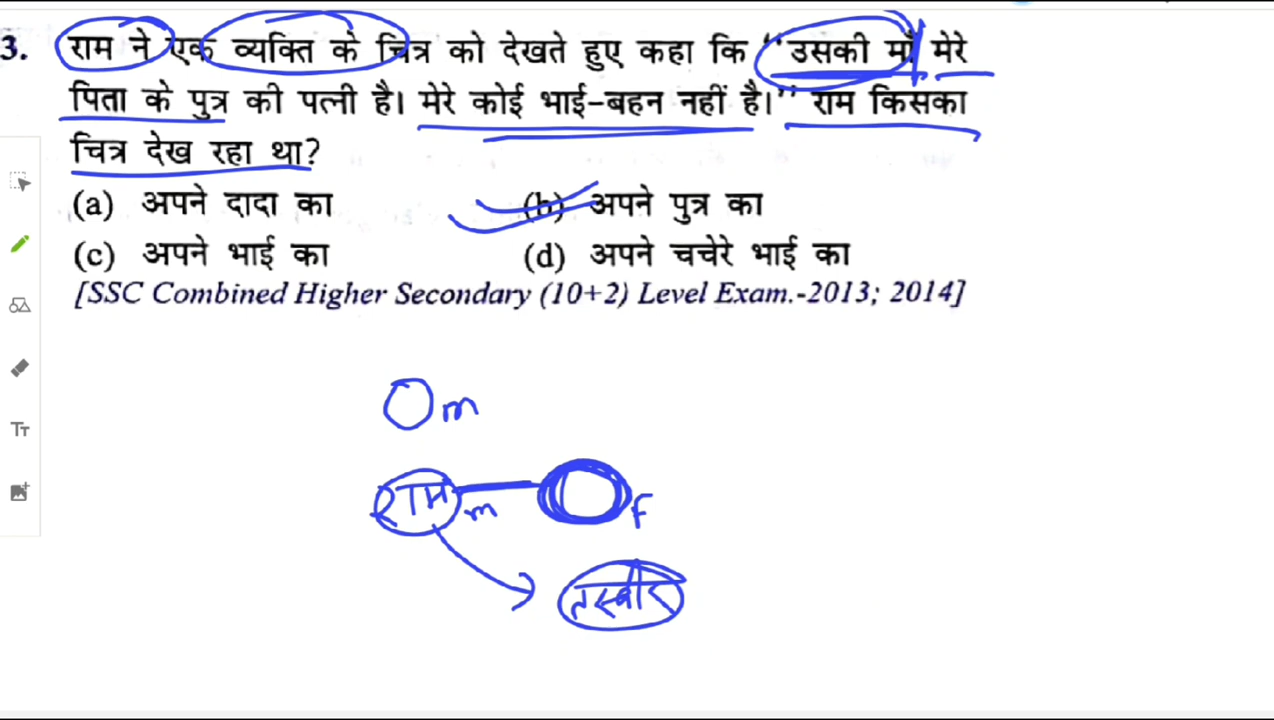 3. राम ने एक व्यक्ति के चित्र को देखते हुए कहा कि ‘‘उसकी माँ मेरे
पिता के पुत्र की पत्नी है। मेरे कोई भाई-बहन नहीं है।’’ राम किसका
चित्र देख रहा था?
(a) अपने दादा का (b) अपने पुत्र का
(c) अपने भाई का (d) अपने चचेरे भाई का
[SSC Combined Higher Secondary (10+2) Level Exam.-2013; 2014]
m
राम m F
तस्वीर
TT